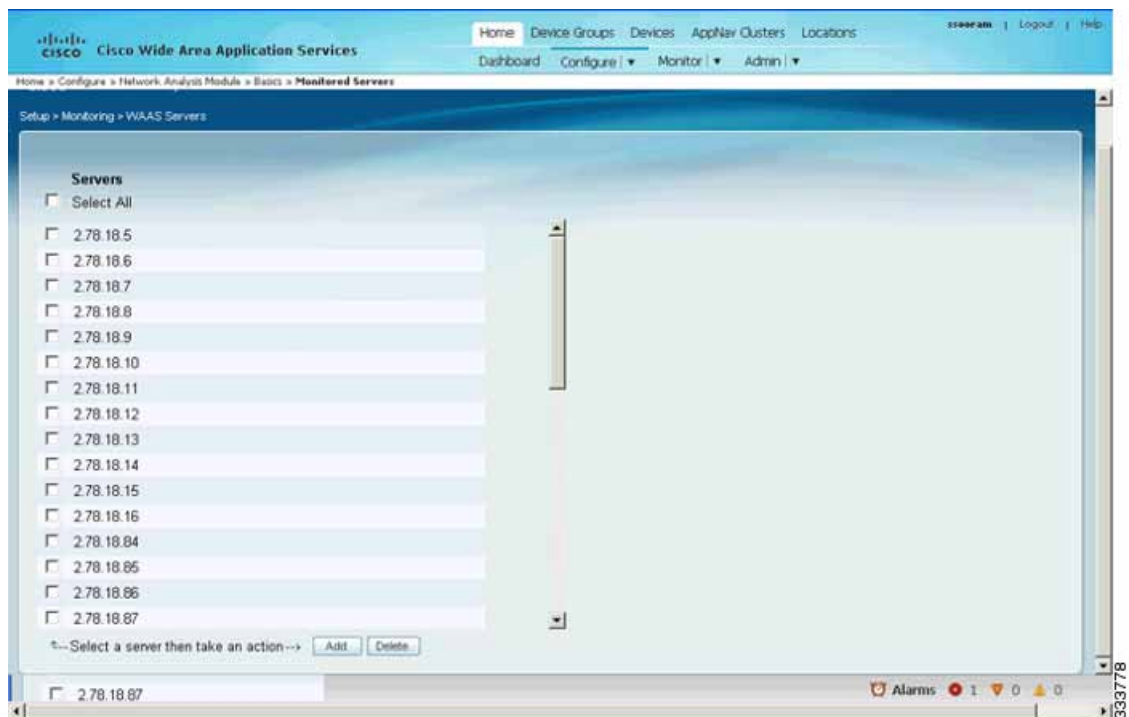 Cisco Wide Area Application Services
Home Device Groups Devices AppNav Clusters Locations
ssooram | Logout | Help
cisco
Dashboard Configure | Monitor | Admin |
Home > Configure > Network Analysis Module > Basics > Monitored Servers
Setup > Monitoring > WAAS Servers
Servers
Select All
2.78.18.5
2.78.18.6
2.78.18.7
2.78.18.8
2.78.18.9
2.78.18.10
2.78.18.11
2.78.18.12
2.78.18.13
2.78.18.14
2.78.18.15
2.78.18.16
2.78.18.84
2.78.18.85
2.78.18.86
2.78.18.87
Select a server then take an action--> Add Delete
2.78.18.87
Alarms 1 0 0
333778